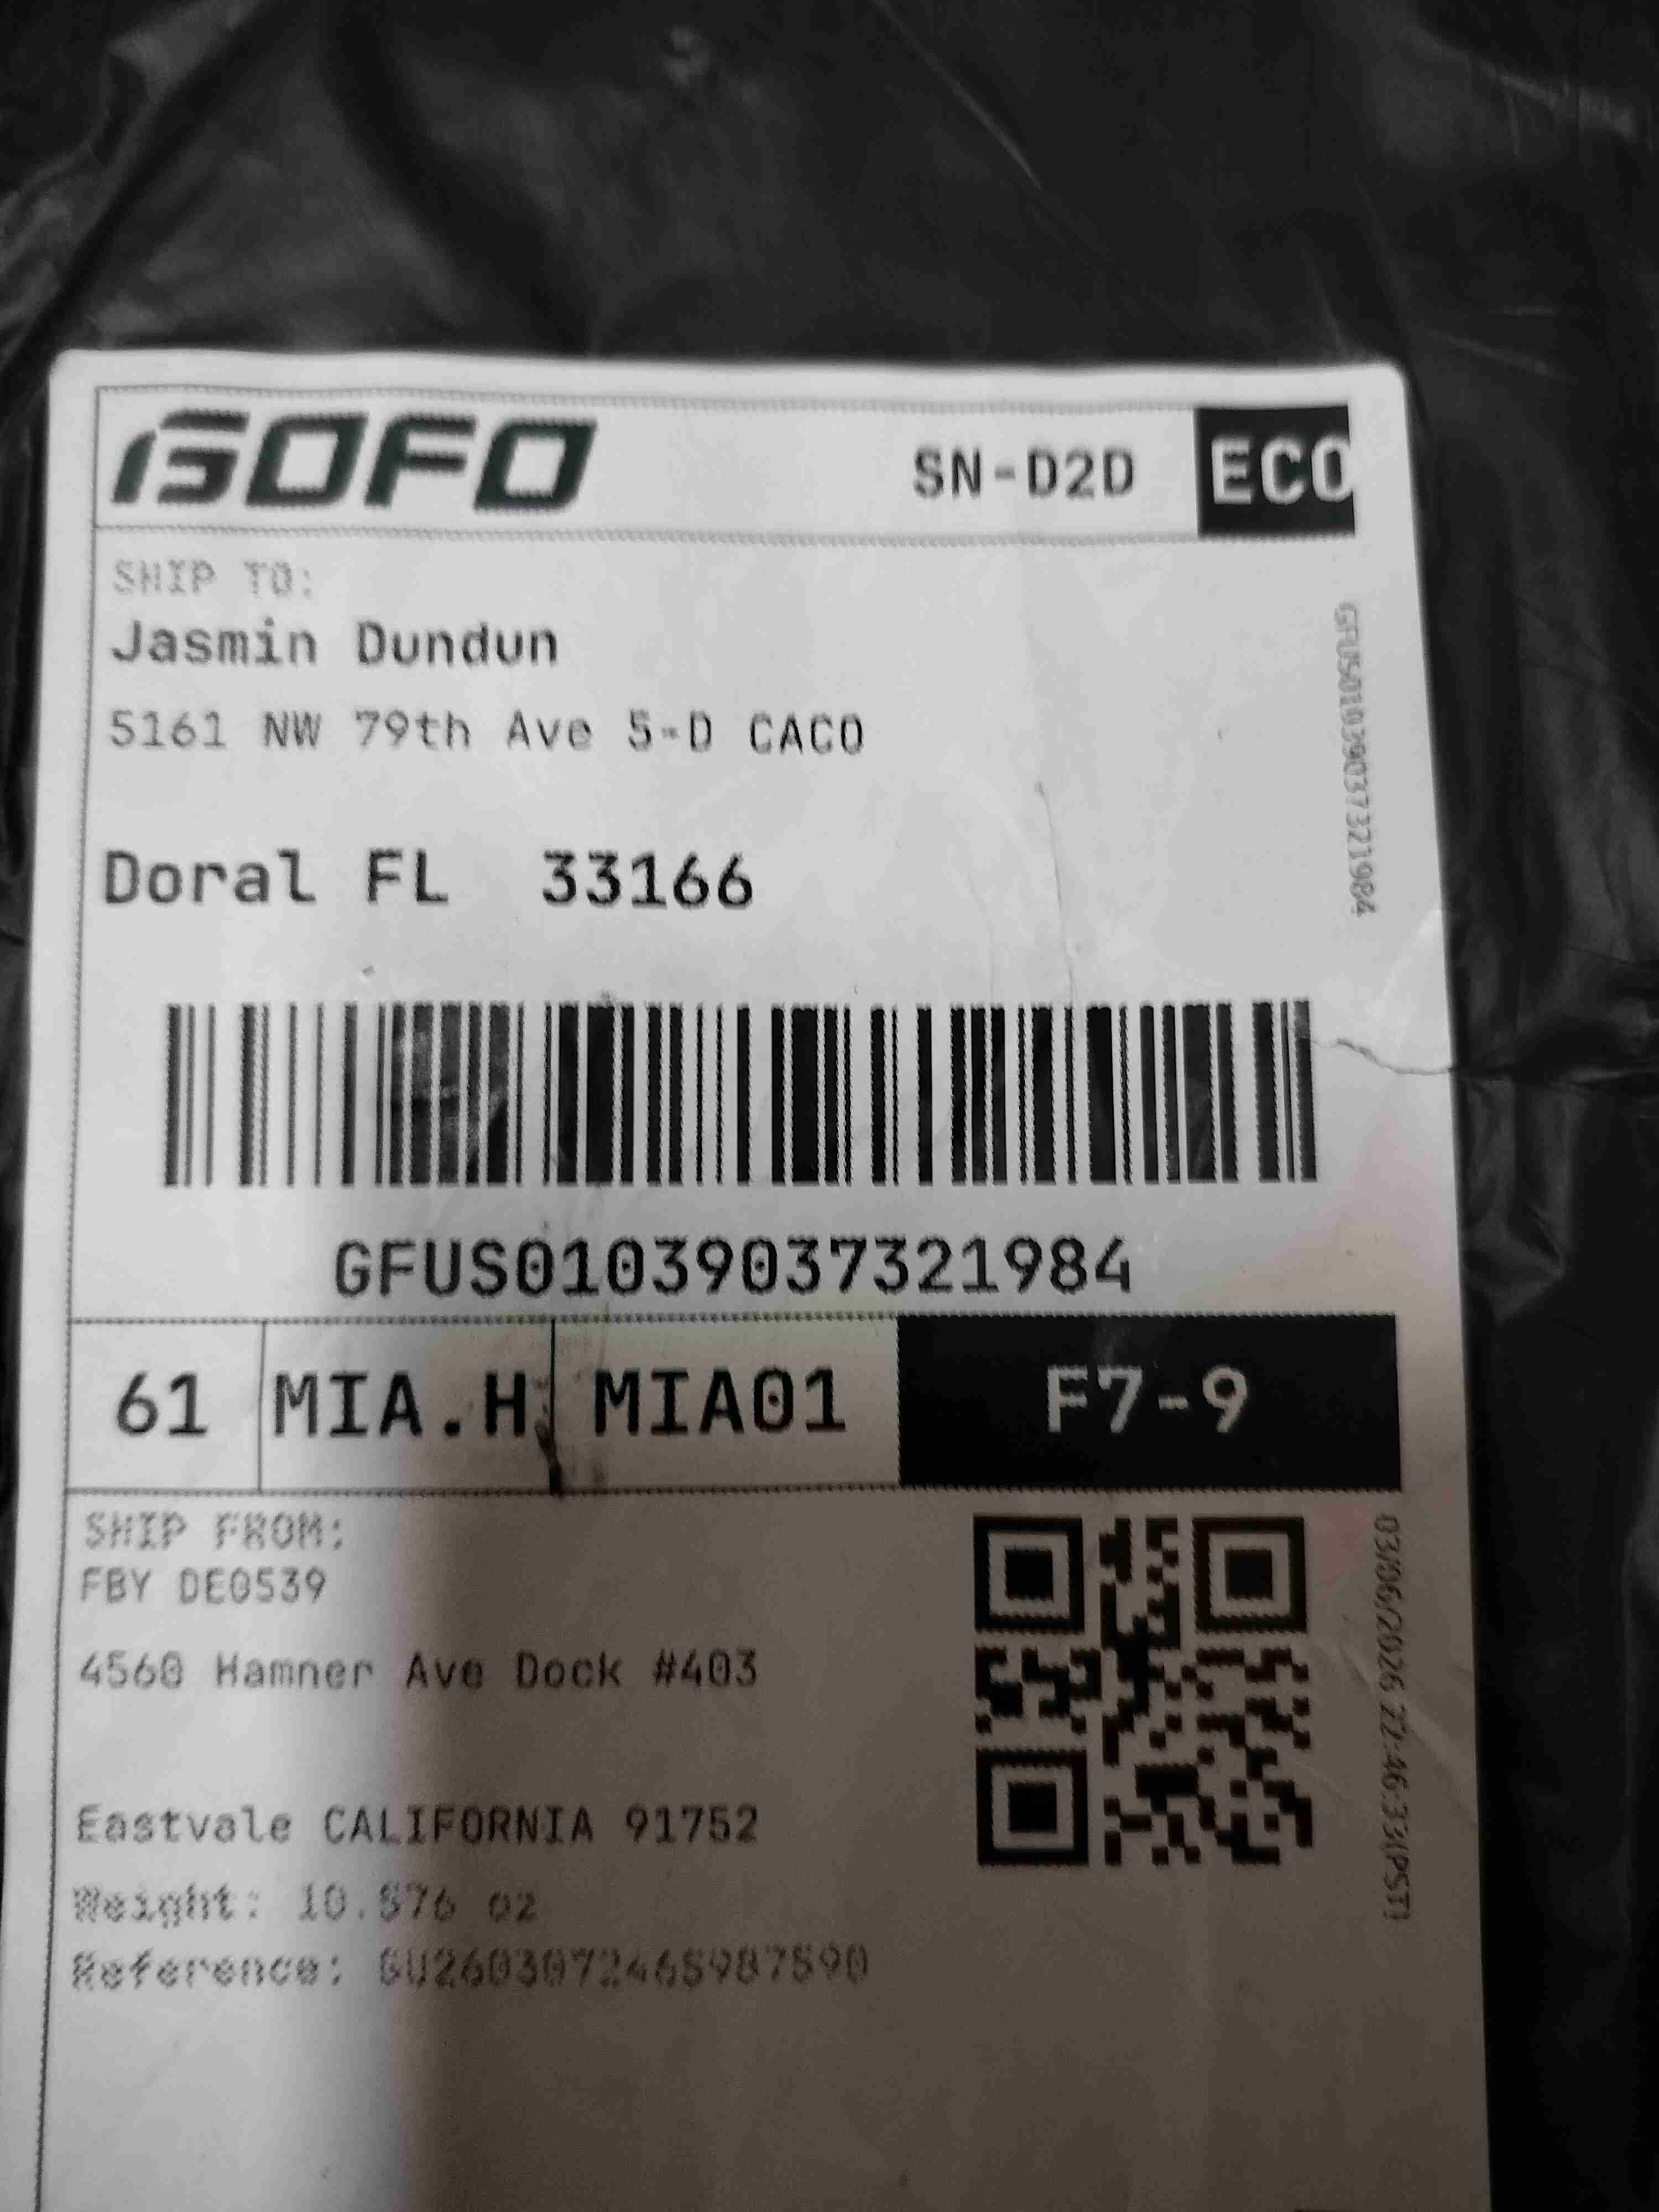 GOFO SN-D2D ECO
SHIP TO:
Jasmin Dundun
5161 NW 79th Ave 5-D CACO
Doral FL 33166
GFUS01039037321984
GFUS01039037321984
61 MIA.H MIA01 F7-9
SHIP FROM:
FBY DE0539
4560 Hamner Ave Dock #403
Eastvale CALIFORNIA 91752
Weight: 10.576 oz
Reference: GU2603072465987590
03/06/2026 22:46:33(PST)